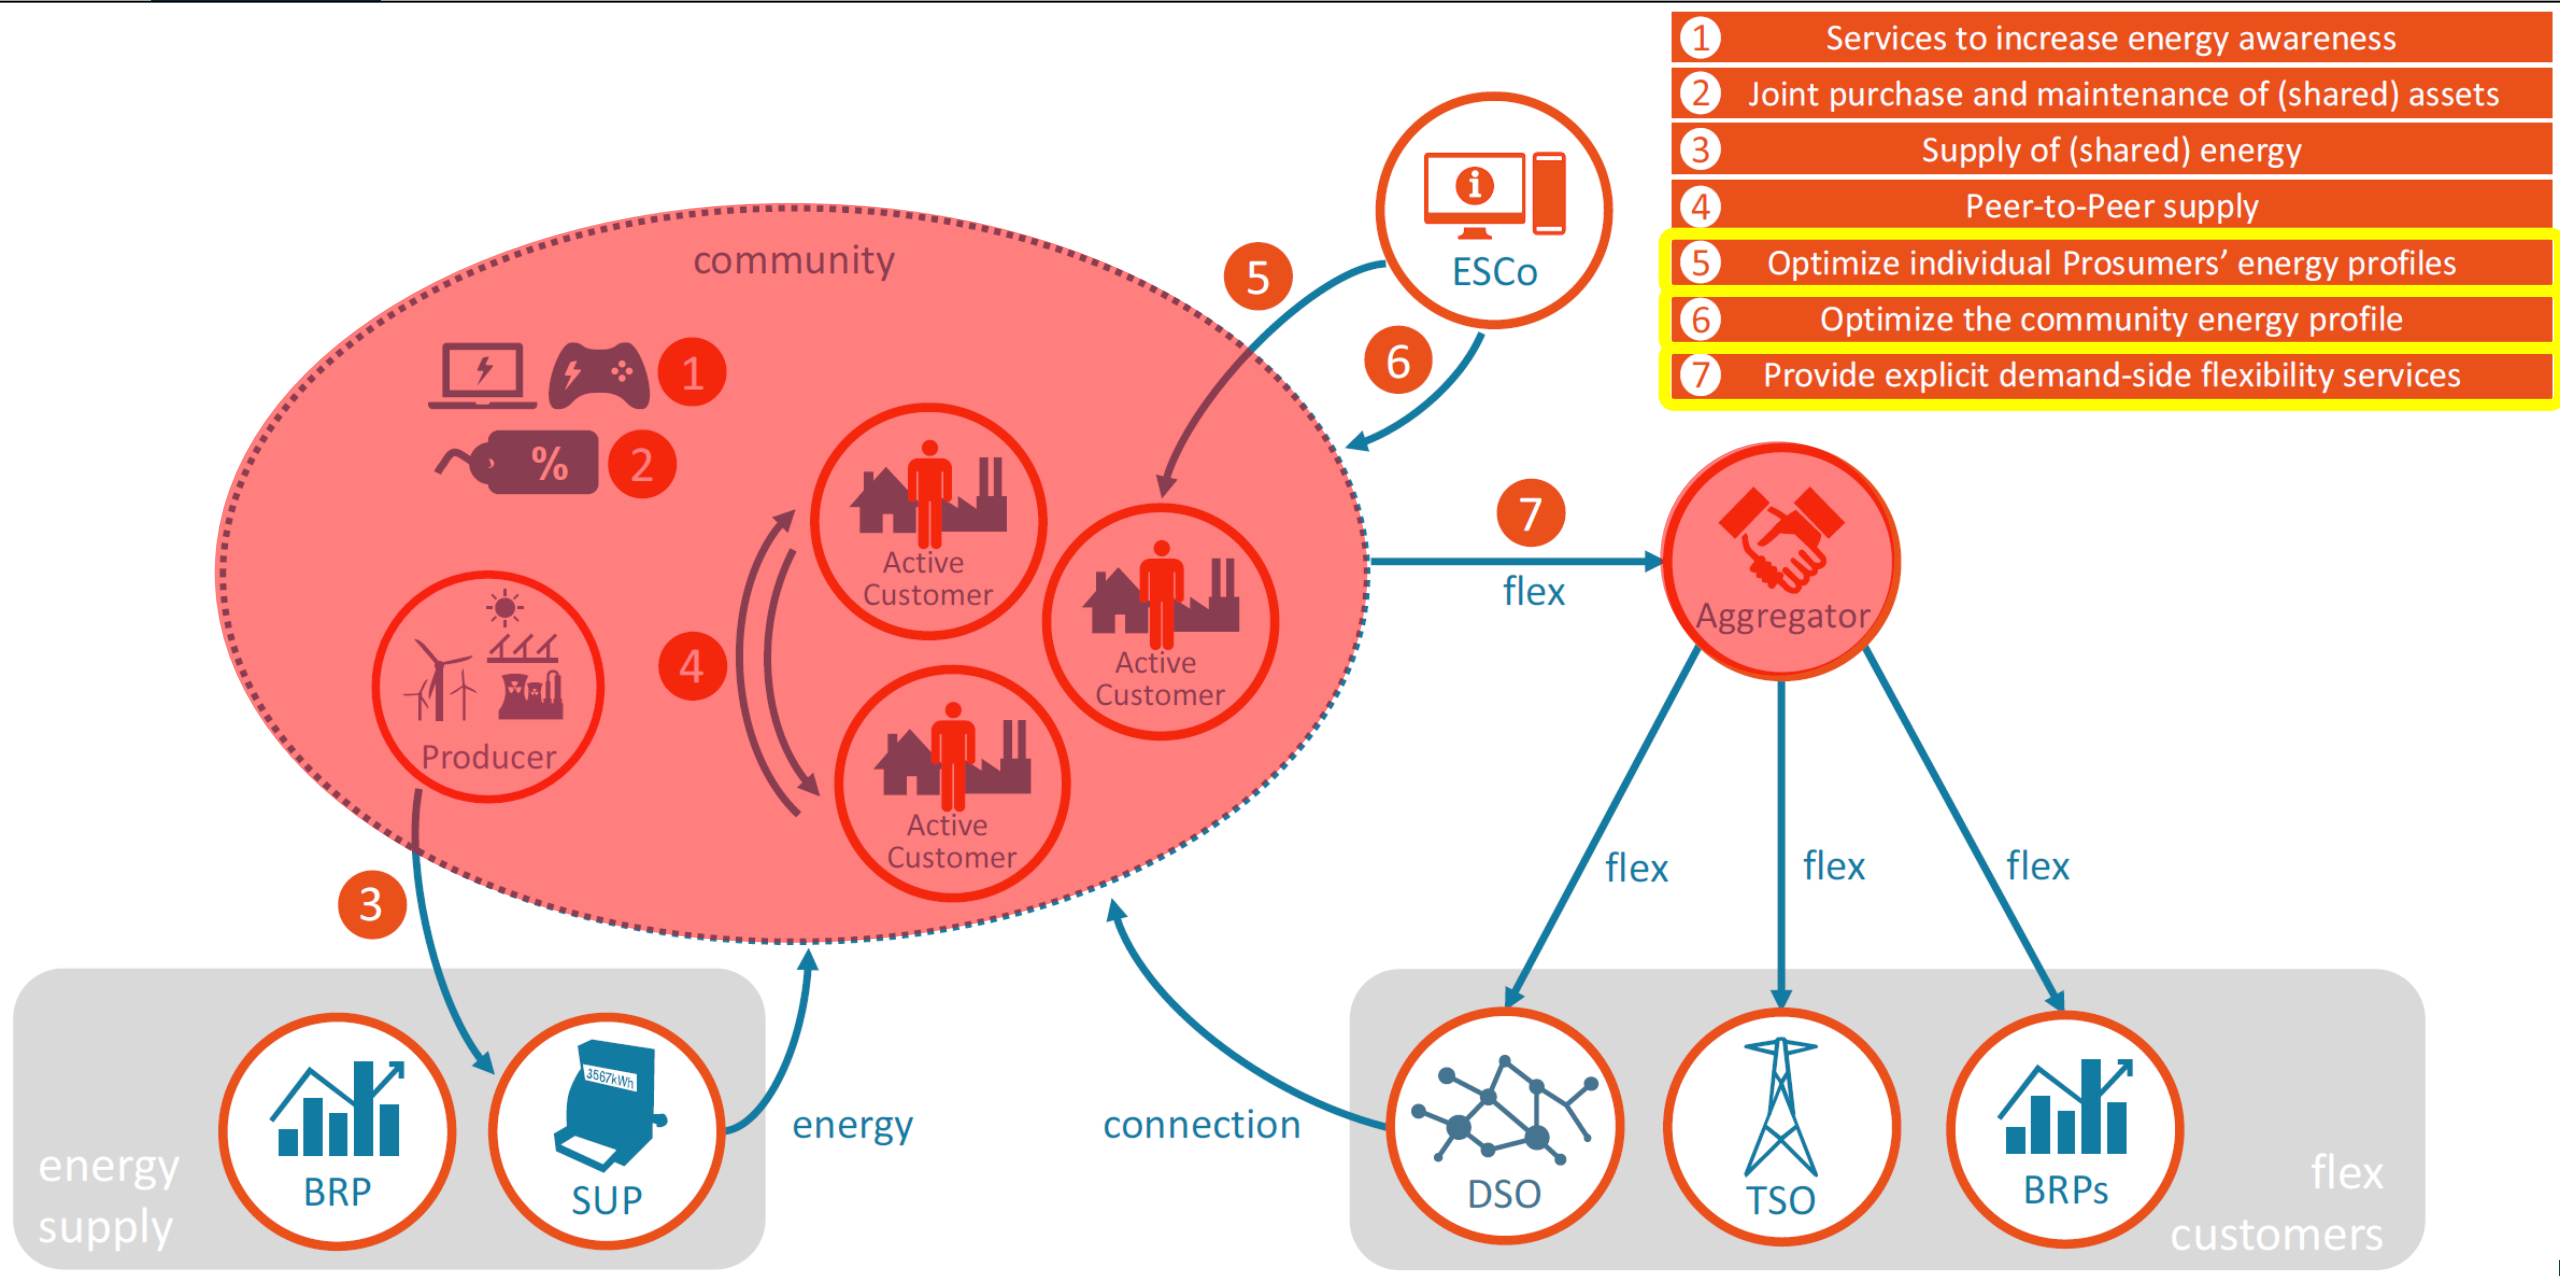 1 Services to increase energy awareness
2 Joint purchase and maintenance of (shared) assets
3 Supply of (shared) energy
4 Peer-to-Peer supply
5 Optimize individual Prosumers’ energy profiles
6 Optimize the community energy profile
7 Provide explicit demand-side flexibility services
ESCo
5
6
community
1
% 2
Active
Customer
Active
Customer
Active
Customer
4
Producer
3
7
flex
Aggregator
flex
flex
flex
energy
supply
BRP
3567kWh
SUP
energy
connection
DSO
TSO
BRPs
flex
customers